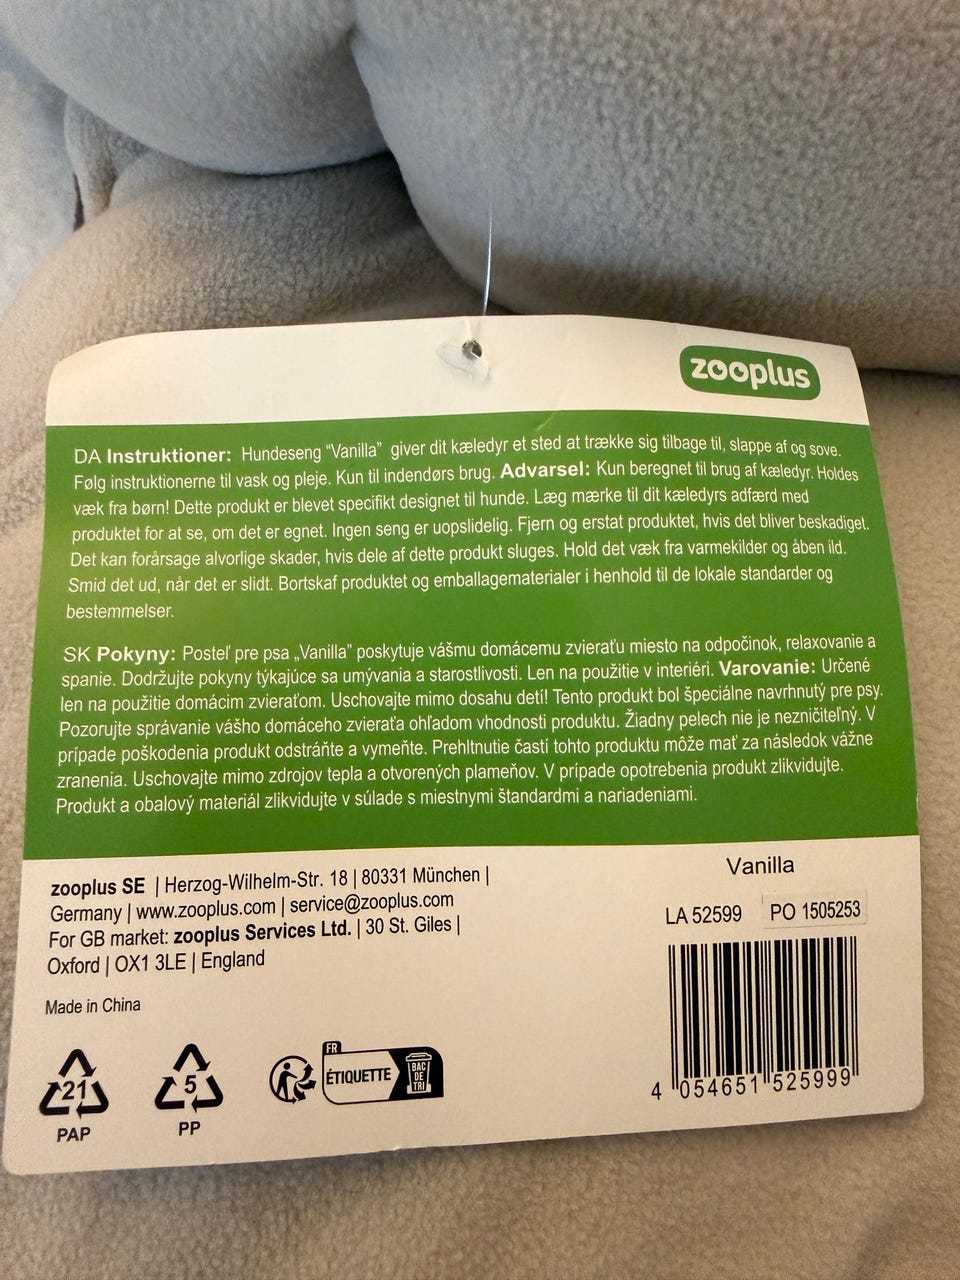 zooplus
DA Instruktioner: Hundeseng “Vanilla” giver dit kæledyr et sted at trække sig tilbage til, slappe af og sove.
Følg instruktionerne til vask og pleje. Kun til indendørs brug. Advarsel: Kun beregnet til brug af kæledyr. Holdes
væk fra børn! Dette produkt er blevet specifikt designet til hunde. Læg mærke til dit kæledyrs adfærd med
produktet for at se, om det er egnet. Ingen seng er uopslidelig. Fjern og erstat produktet, hvis det bliver beskadiget.
Det kan forårsage alvorlige skader, hvis dele af dette produkt sluges. Hold det væk fra varmekilder og åben ild.
Smid det ud, når det er slidt. Bortskaf produktet og emballagematerialer i henhold til de lokale standarder og
bestemmelser.
SK Pokyny: Posteľ pre psa „Vanilla” poskytuje vášmu domácemu zvieraťu miesto na odpočinok, relaxovanie a
spanie. Dodržujte pokyny týkajúce sa umývania a starostlivosti. Len na použitie v interiéri. Varovanie: Určené
len na použitie domácim zvieraťom. Uschovajte mimo dosahu detí! Tento produkt bol špeciálne navrhnutý pre psy.
Pozorujte správanie vášho domáceho zvieraťa ohľadom vhodnosti produktu. Žiadny pelech nie je nezničiteľný. V
prípade poškodenia produkt odstráňte a vymeňte. Prehltnutie častí tohto produktu môže mať za následok vážne
zranenia. Uschovajte mimo zdrojov tepla a otvorených plameňov. V prípade opotrebenia produkt zlikvidujte.
Produkt a obalový materiál zlikvidujte v súlade s miestnymi štandardmi a nariadeniami.
zooplus SE | Herzog-Wilhelm-Str. 18 | 80331 München |
Germany | www.zooplus.com | service@zooplus.com
For GB market: zooplus Services Ltd. | 30 St. Giles |
Oxford | OX1 3LE | England
Made in China
21
PAP
5
PP
FR
ÉTIQUETTE
BAC
DE
TRI
Vanilla
LA 52599 PO 1505253
4 054651 525999